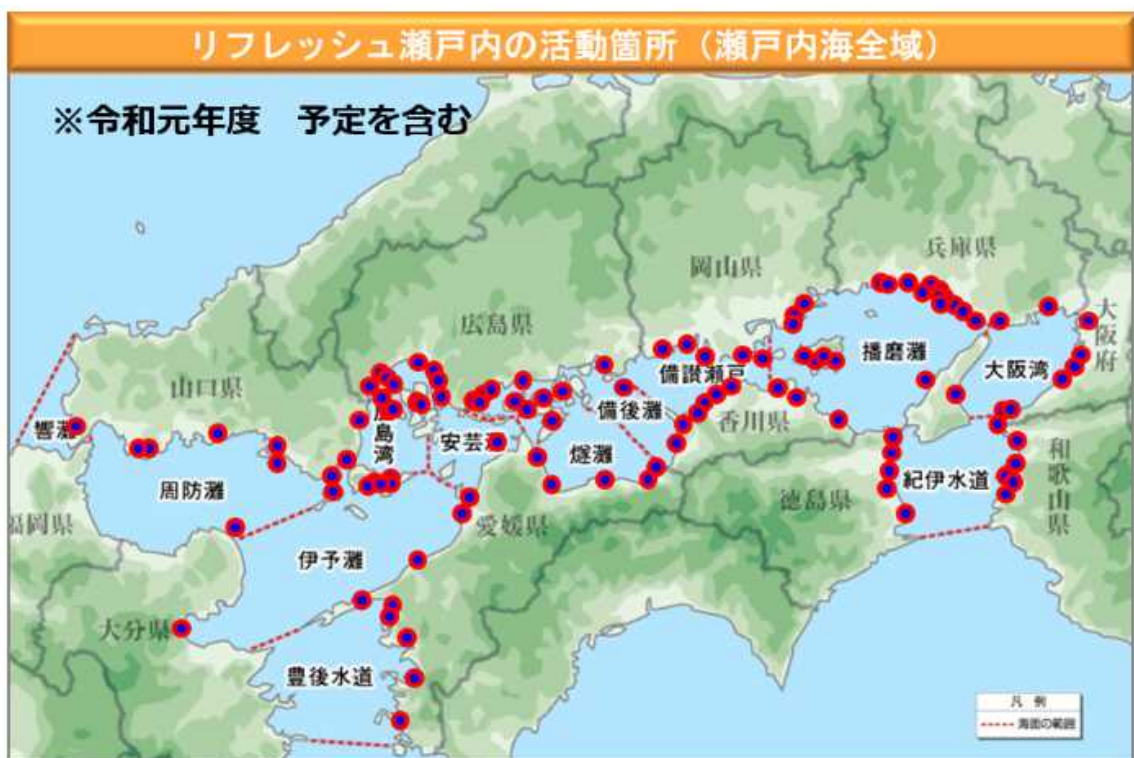 リフレッシュ瀬戸内の活動箇所（瀬戸内海全域）
※令和元年度　予定を含む
兵庫県
岡山県
大阪府
広島県
播磨灘
大阪湾
備讃瀬戸
山口県
備後灘
香川県
響灘
広島湾
安芸灘
燧灘
和歌山県
周防灘
紀伊水道
徳島県
福岡県
愛媛県
伊予灘
大分県
豊後水道
凡 例
海面の範囲